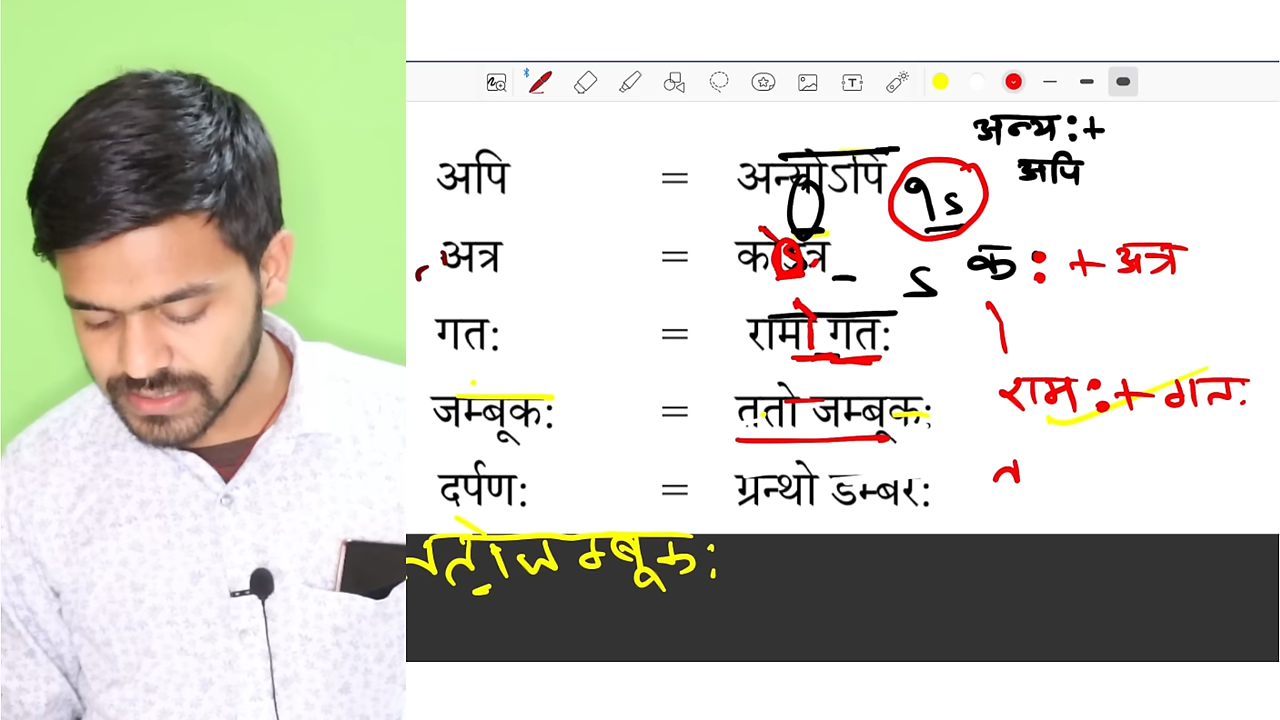 अन्यः+
अपि
अपि = अन्योऽपि
अत्र = कोऽत्र ऽ कः + अत्र
गतः = रामो गतः
रामः + गतः
जम्बूकः = ततो जम्बूकः
त
दर्पणः = ग्रन्थो डम्बरः
ततो जम्बूकः